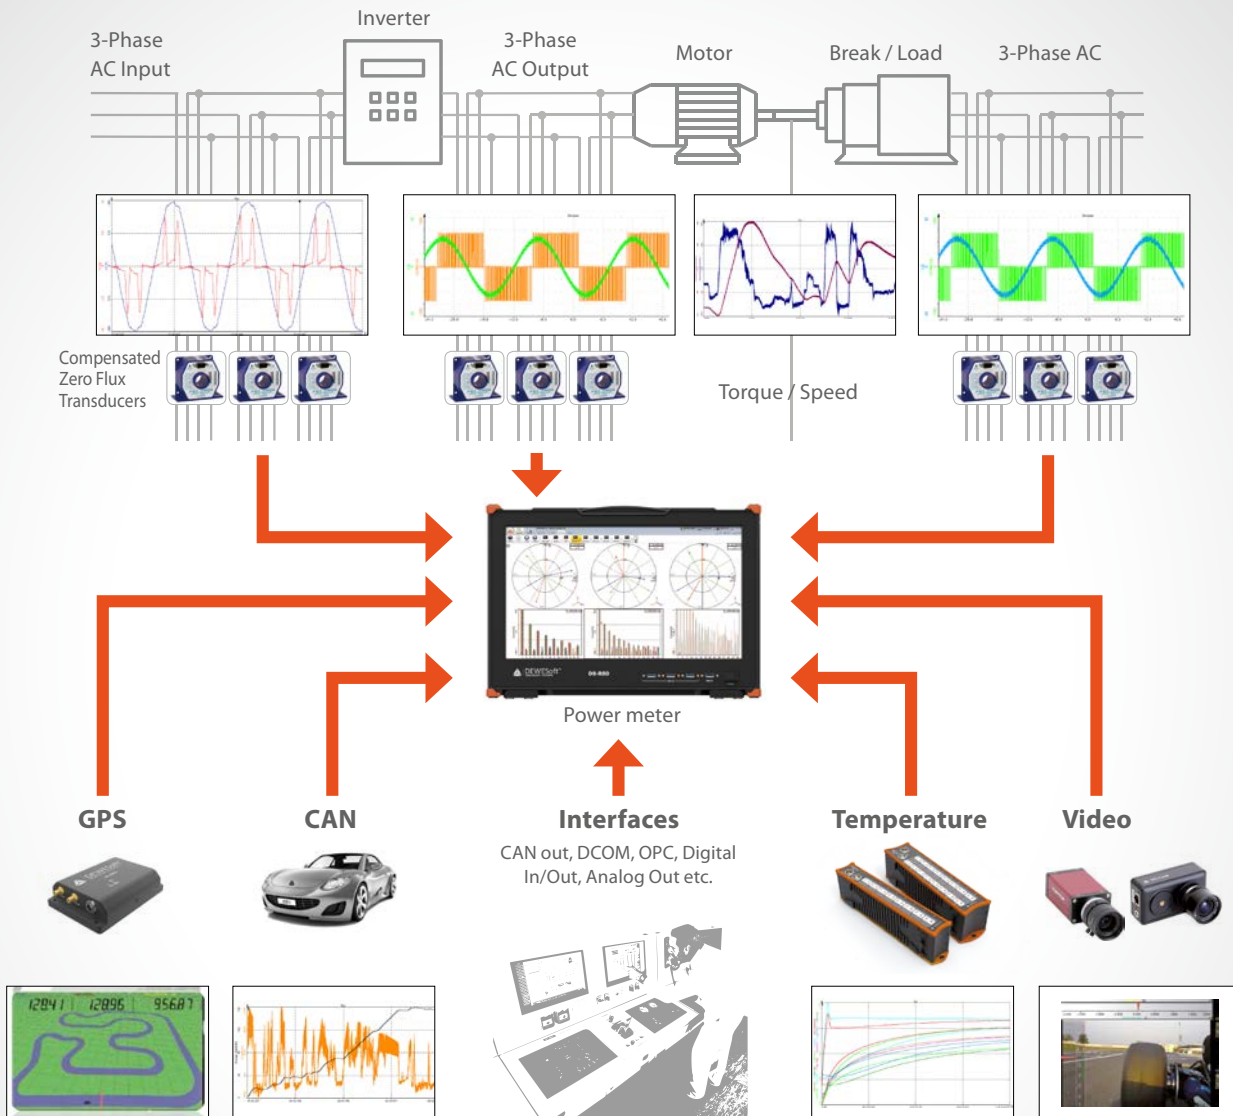 Inverter
3-Phase
AC Input
3-Phase
AC Output
Motor
Break / Load
3-Phase AC
Compensated
Zero Flux
Transducers
Torque / Speed
DEWESoft
Power meter
GPS
CAN
Interfaces
Temperature
Video
CAN out, DCOM, OPC, Digital
In/Out, Analog Out etc.
DEWESoft